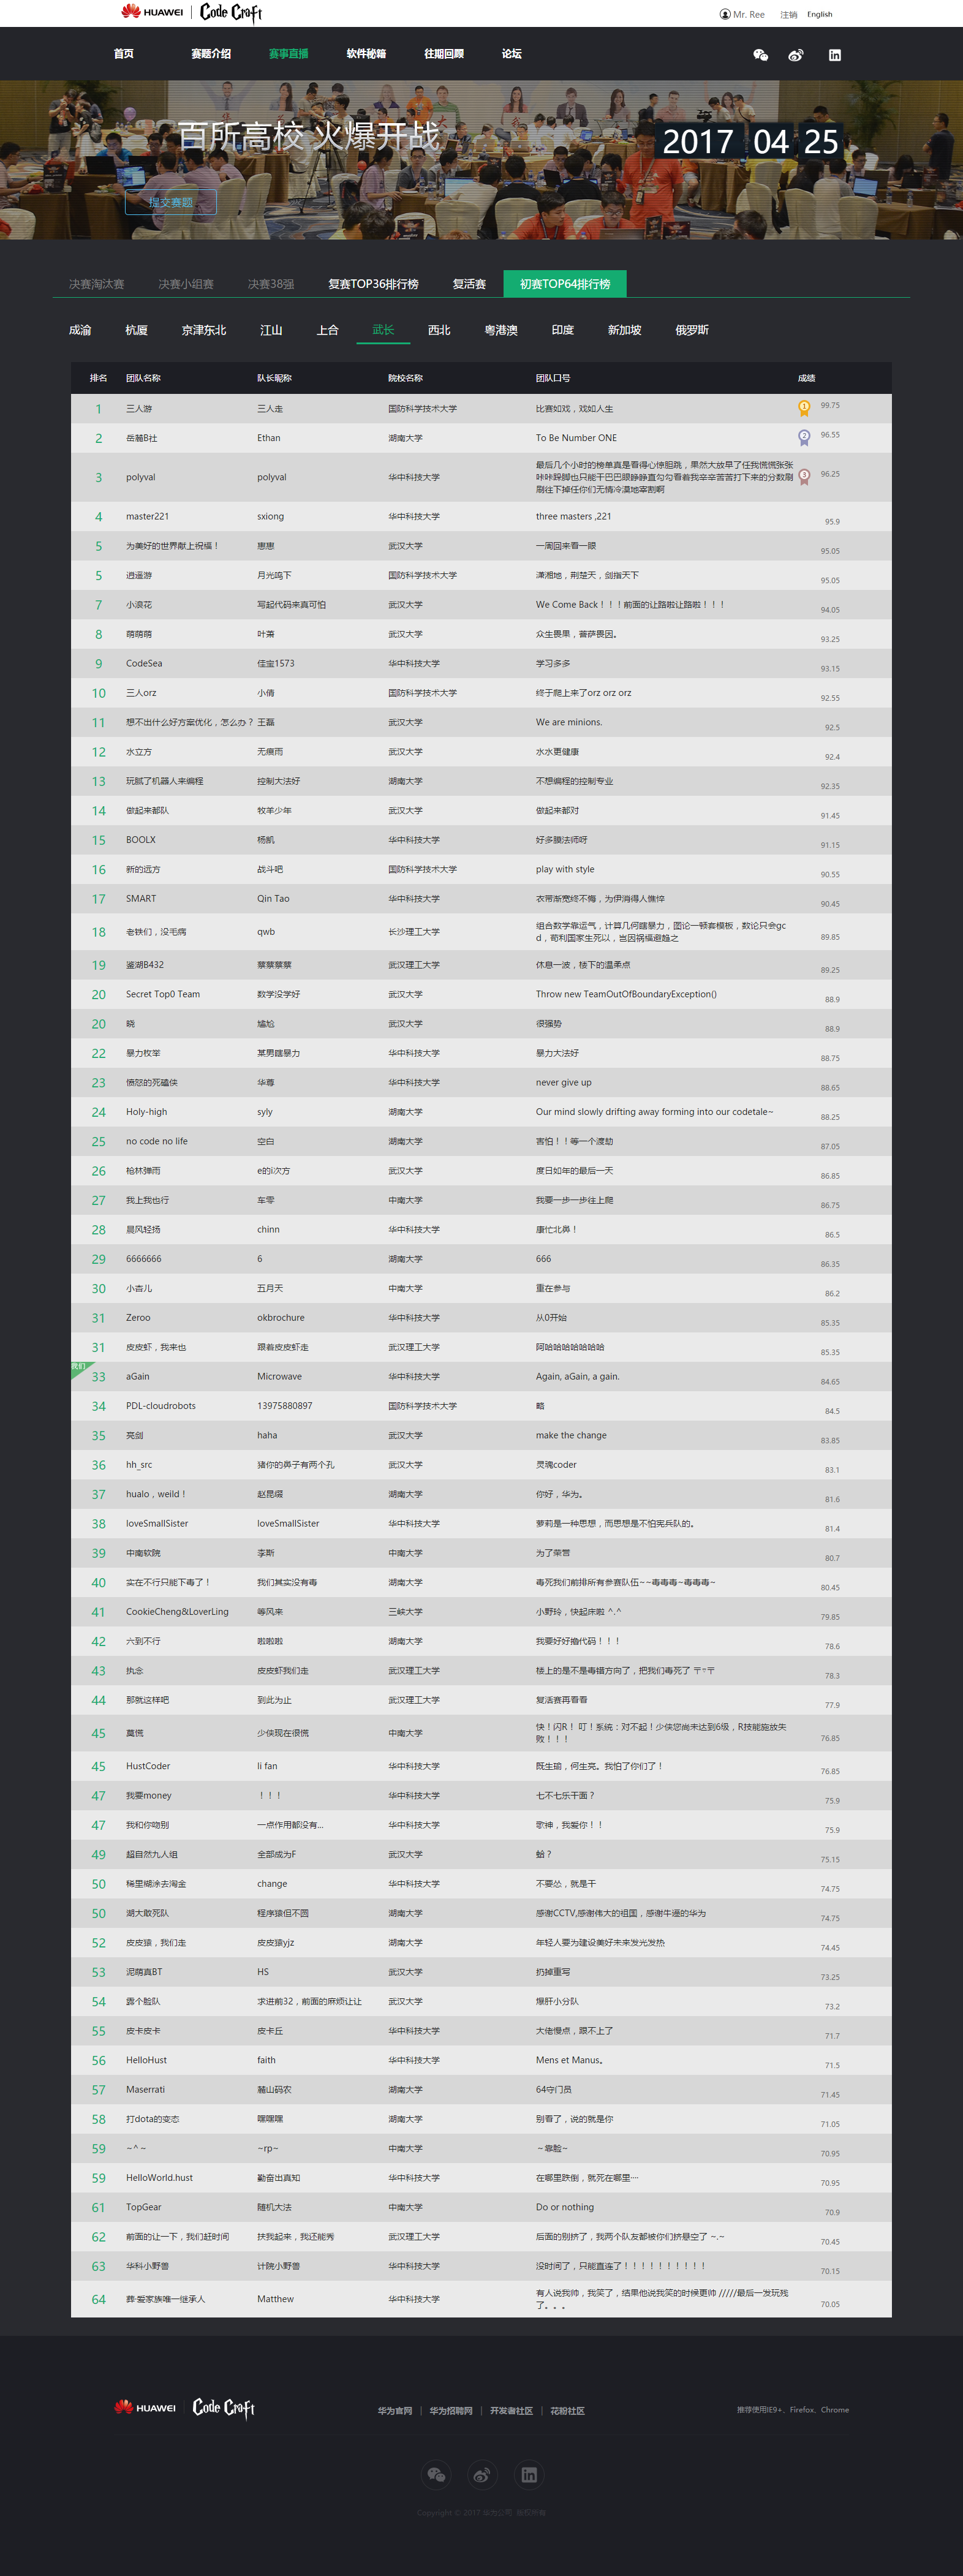 HUAWEI Code Craft
Mr. Ree 注销 English
首页 赛题介绍 赛事直播 软件秘籍 往期回顾 论坛
百所高校 火爆开战
2017 04 25
提交赛题
决赛淘汰赛 决赛小组赛 决赛38强 复赛TOP36排行榜 复活赛 初赛TOP64排行榜
成渝 杭厦 京津东北 江山 上合 武长 西北 粤港澳 印度 新加坡 俄罗斯
排名 团队名称 队长昵称 院校名称 团队口号 成绩
1 三人游 三人走 国防科学技术大学 比赛如戏，戏如人生 1 99.75
2 岳麓B社 Ethan 湖南大学 To Be Number ONE 2 96.55
最后几个小时的榜单真是看得心惊胆跳，果然大放早了任我慌慌张张
3 polyval polyval 华中科技大学 咔咔跺脚也只能干巴巴眼睁睁直勾勾看着我辛辛苦苦打下来的分数刷 3 96.25
刷往下掉任你们无情冷漠地宰割啊
4 master221 sxiong 华中科技大学 three masters ,221 95.9
5 为美好的世界献上祝福！ 崽崽 武汉大学 一周回来看一眼 95.05
5 逍遥游 月光鸣下 国防科学技术大学 潇湘地，荆楚天，剑指天下 95.05
7 小浪花 写起代码来真可怕 武汉大学 We Come Back！！！前面的让路啦让路啦！！！ 94.05
8 萌萌萌 叶萧 武汉大学 众生畏果，菩萨畏因。 93.25
9 CodeSea 佳宝1573 华中科技大学 学习多多 93.15
10 三人orz 小倩 国防科学技术大学 终于爬上来了orz orz orz 92.55
11 想不出什么好方案优化，怎么办？ 王磊 武汉大学 We are minions. 92.5
12 水立方 无痕雨 武汉大学 水水更健康 92.4
13 玩腻了机器人来编程 控制大法好 湖南大学 不想编程的控制专业 92.35
14 做起来都队 牧羊少年 武汉大学 做起来都对 91.45
15 BOOLX 杨凯 华中科技大学 好多膜法师呀 91.15
16 新的远方 战斗吧 国防科学技术大学 play with style 90.55
17 SMART Qin Tao 华中科技大学 衣带渐宽终不悔，为伊消得人憔悴 90.45
18 老铁们，没毛病 qwb 长沙理工大学 组合数学靠运气，计算几何瞎暴力，图论一顿套模板，数论只会gc 89.85
d，苟利国家生死以，岂因祸福避趋之
19 鉴湖B432 蔡蔡蔡蔡 武汉理工大学 休息一波，楼下的温柔点 89.25
20 Secret Top0 Team 数学没学好 武汉大学 Throw new TeamOutOfBoundaryException() 88.9
20 晓 尴尬 武汉大学 很强势 88.9
22 暴力枚举 某男瞎暴力 华中科技大学 暴力大法好 88.75
23 愤怒的死磕侠 华尊 华中科技大学 never give up 88.65
24 Holy-high syly 湖南大学 Our mind slowly drifting away forming into our codetale~ 88.25
25 no code no life 空白 湖南大学 害怕！！等一个渡劫 87.05
26 枪林弹雨 e的i次方 武汉大学 度日如年的最后一天 86.85
27 我上我也行 车零 中南大学 我要一步一步往上爬 86.75
28 晨风轻扬 chinn 华中科技大学 康忙北鼻！ 86.5
29 6666666 6 湖南大学 666 86.35
30 小杏儿 五月天 中南大学 重在参与 86.2
31 Zeroo okbrochure 华中科技大学 从0开始 85.35
31 皮皮虾，我来也 跟着皮皮虾走 武汉理工大学 阿哈哈哈哈哈哈哈 85.35
我们
33 aGain Microwave 华中科技大学 Again, aGain, a gain. 84.65
34 PDL-cloudrobots 13975880897 国防科学技术大学 略 84.5
35 亮剑 haha 武汉大学 make the change 83.85
36 hh_src 猪你的鼻子有两个孔 武汉大学 灵魂coder 83.1
37 hualo，weild！ 赵昆熠 湖南大学 你好，华为。 81.6
38 loveSmallSister loveSmallSister 华中科技大学 萝莉是一种思想，而思想是不怕宪兵队的。 81.4
39 中南软院 李斯 中南大学 为了荣誉 80.7
40 实在不行只能下毒了！ 我们其实没有毒 湖南大学 毒死我们前排所有参赛队伍~~毒毒毒~毒毒毒~ 80.45
41 CookieCheng&LoverLing 等风来 三峡大学 小野玲，快起床啦 ^.^ 79.85
42 六到不行 啦啦啦 湖南大学 我要好好撸代码！！！ 78.6
43 执念 皮皮虾我们走 武汉理工大学 楼上的是不是毒错方向了，把我们毒死了 〒=〒 78.3
44 那就这样吧 到此为止 武汉理工大学 复活赛再看看 77.9
45 莫慌 少侠现在很慌 中南大学 快！闪R！ 叮！系统：对不起！少侠您尚未达到6级，R技能施放失 76.85
败！！！
45 HustCoder li fan 华中科技大学 既生瑜，何生亮。我怕了你们了！ 76.85
47 我要money ！！！ 华中科技大学 七不七乐干面？ 75.9
47 我和你吻别 一点作用都没有... 华中科技大学 歌神，我爱你！！ 75.9
49 超自然九人组 全部成为F 武汉大学 蛤？ 75.15
50 稀里糊涂去淘金 change 华中科技大学 不要怂，就是干 74.75
50 湖大敢死队 程序猿但不圆 湖南大学 感谢CCTV,感谢伟大的祖国，感谢牛逼的华为 74.75
52 皮皮猿，我们走 皮皮猿yjz 湖南大学 年轻人要为建设美好未来发光发热 74.45
53 泥萌真BT HS 武汉大学 扔掉重写 73.25
54 露个脸队 求进前32，前面的麻烦让让 武汉大学 爆肝小分队 73.2
55 皮卡皮卡 皮卡丘 华中科技大学 大佬慢点，跟不上了 71.7
56 HelloHust faith 华中科技大学 Mens et Manus。 71.5
57 Maserrati 麓山码农 湖南大学 64守门员 71.45
58 打dota的变态 嘿嘿嘿 湖南大学 别看了，说的就是你 71.05
59 ~^～ ~rp~ 中南大学 ～靠脸~ 70.95
59 HelloWorld.hust 勤奋出真知 华中科技大学 在哪里跌倒，就死在哪里···· 70.95
61 TopGear 随机大法 中南大学 Do or nothing 70.9
62 前面的让一下，我们赶时间 扶我起来，我还能秀 武汉理工大学 后面的别挤了，我两个队友都被你们挤悬空了 ~.~ 70.45
63 华科小野兽 计院小野兽 华中科技大学 没时间了，只能直连了！！！！！！！！！！ 70.15
64 葬·爱家族唯一继承人 Matthew 华中科技大学 有人说我帅，我笑了，结果他说我笑的时候更帅 /////最后一发玩残 70.05
了。。。
HUAWEI Code Craft
华为官网 | 华为招聘网 | 开发者社区 | 花粉社区
推荐使用IE9+、Firefox、Chrome
Copyright © 2017 华为公司 版权所有